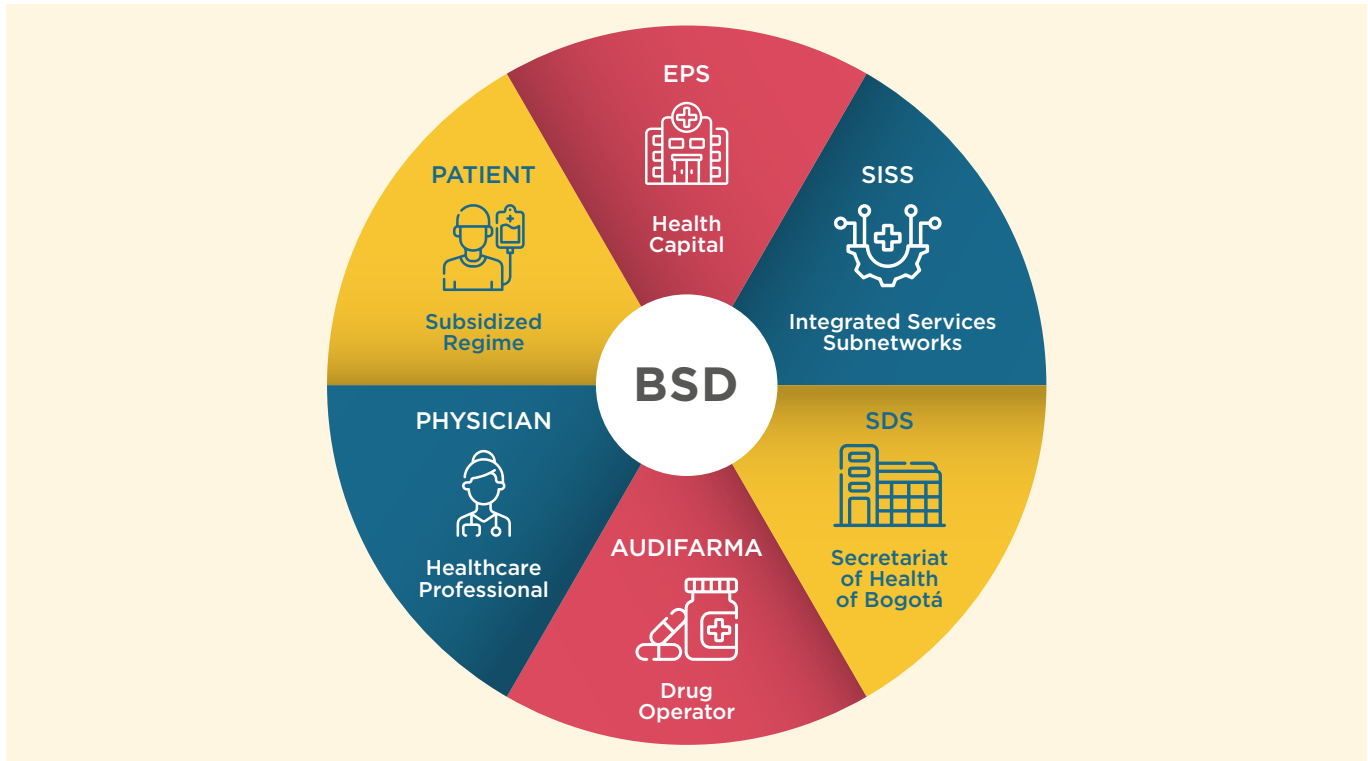 EPS
Health
Capital
SISS
Integrated Services
Subnetworks
SDS
Secretariat
of Health
of Bogotá
AUDIFARMA
Drug
Operator
PHYSICIAN
Healthcare
Professional
PATIENT
Subsidized
Regime
BSD